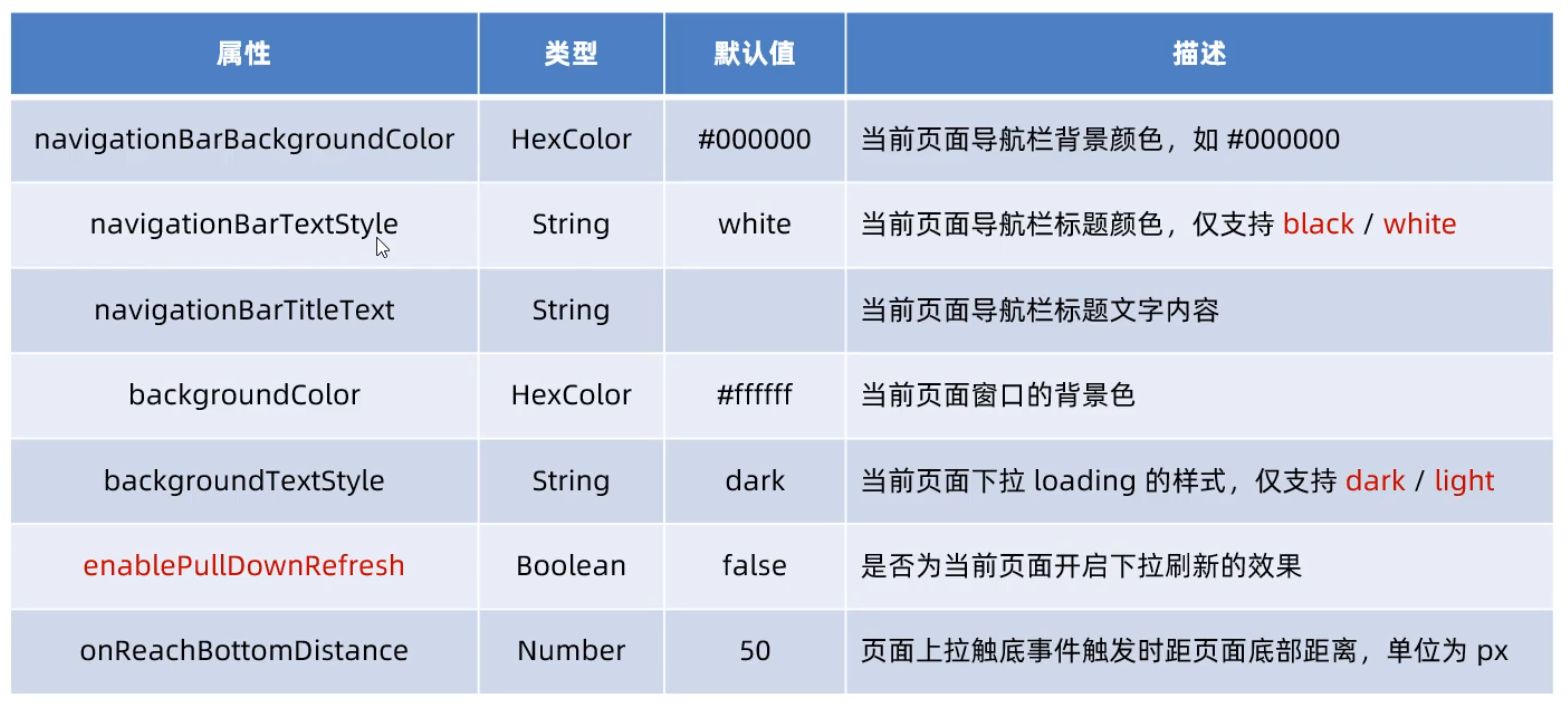 属性 类型 默认值 描述
navigationBarBackgroundColor HexColor #000000 当前页面导航栏背景颜色，如 #000000
navigationBarTextStyle String white 当前页面导航栏标题颜色，仅支持 black / white
navigationBarTitleText String 当前页面导航栏标题文字内容
backgroundColor HexColor #ffffff 当前页面窗口的背景色
backgroundTextStyle String dark 当前页面下拉 loading 的样式，仅支持 dark / light
enablePullDownRefresh Boolean false 是否为当前页面开启下拉刷新的效果
onReachBottomDistance Number 50 页面上拉触底事件触发时距页面底部距离，单位为 px